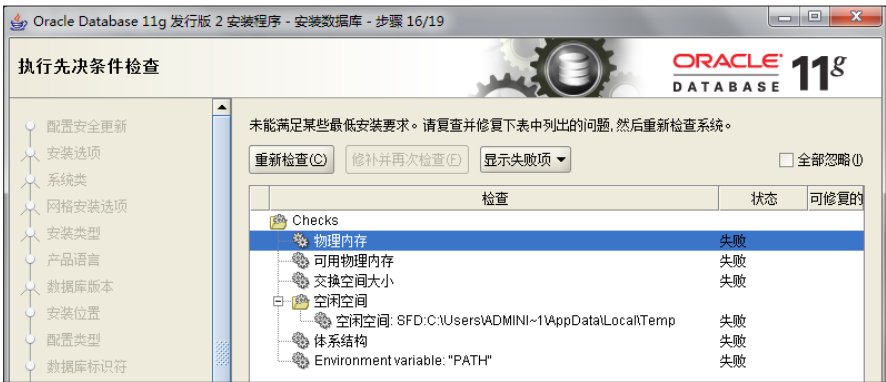 Oracle Database 11g 发行版 2 安装程序 - 安装数据库 - 步骤 16/19
执行先决条件检查
ORACLE 11g
DATABASE
配置安全更新
安装选项
系统类
网格安装选项
安装类型
产品语言
数据库版本
安装位置
配置类型
数据库标识符
未能满足某些最低安装要求。请复查并修复下表中列出的问题, 然后重新检查系统。
重新检查(C) 修补并再次检查(F) 显示失败项 全部忽略(I)
检查 状态 可修复的
Checks
物理内存 失败
可用物理内存 失败
交换空间大小 失败
空闲空间
空闲空间: SFD:C:\Users\ADMINI~1\AppData\Local\Temp 失败
体系结构 失败
Environment variable: "PATH" 失败